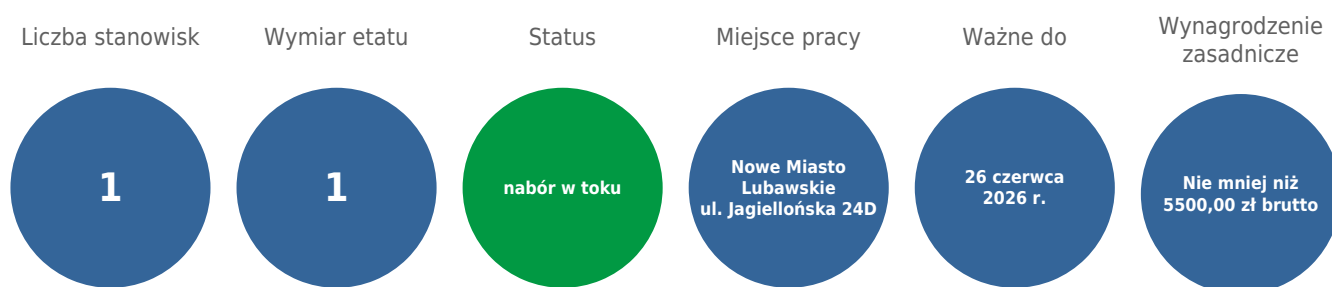 Liczba stanowisk
1
Wymiar etatu
1
Status
nabór w toku
Miejsce pracy
Nowe Miasto
Lubawskie
ul. Jagiellońska 24D
Ważne do
26 czerwca
2026 r.
Wynagrodzenie
zasadnicze
Nie mniej niż
5500,00 zł brutto